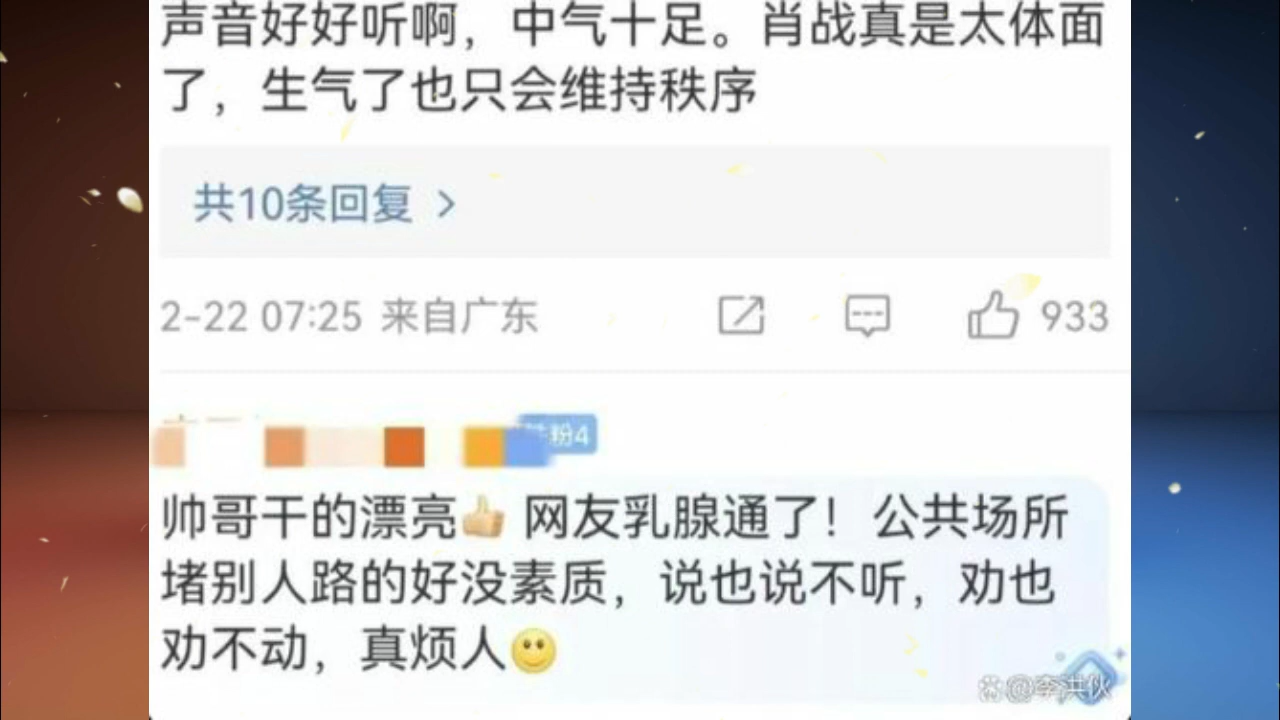 声音好好听啊，中气十足。肖战真是太体面
了，生气了也只会维持秩序
共10条回复 >
2-22 07:25 来自广东
933
粉4
帅哥干的漂亮👍 网友乳腺通了！公共场所
堵别人路的好没素质，说也说不听，劝也
劝不动，真烦人🙂
@李洪伙